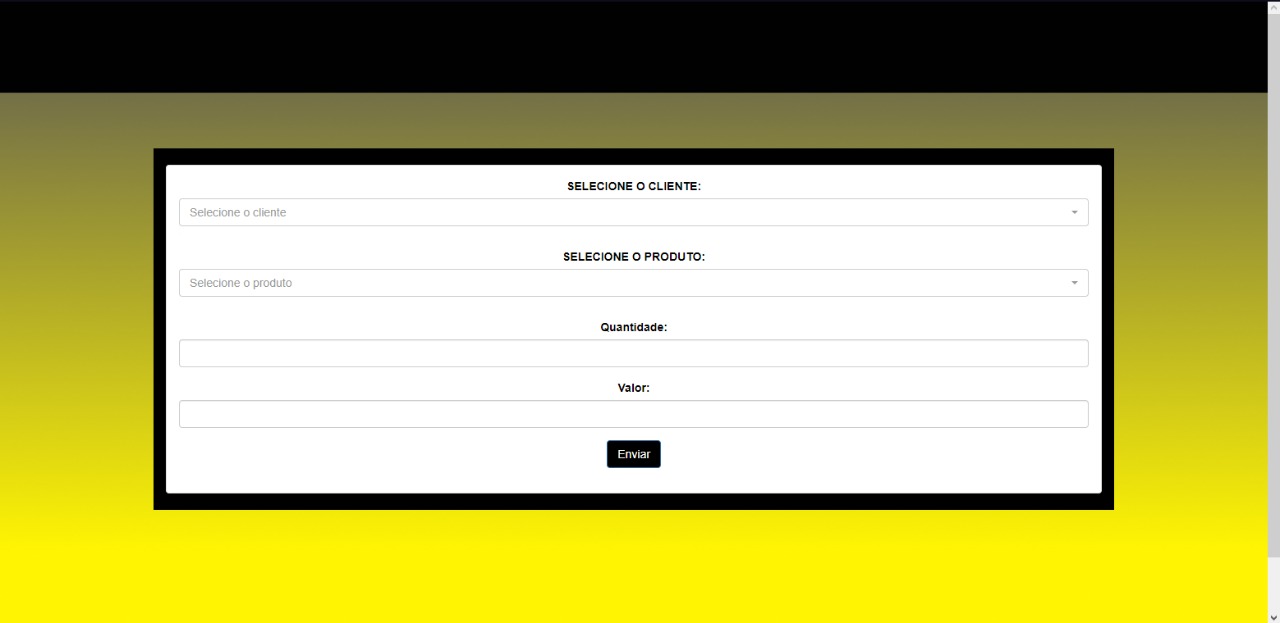 SELECIONE O CLIENTE:
Selecione o cliente
SELECIONE O PRODUTO:
Selecione o produto
Quantidade:
Valor:
Enviar